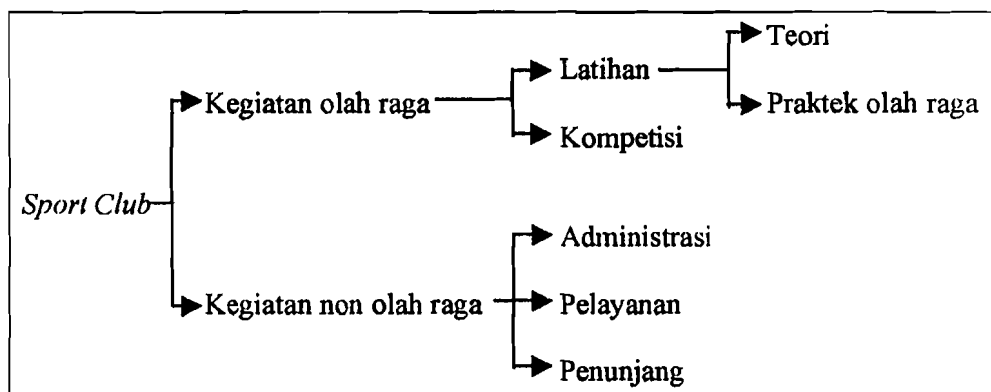 Teori
Latihan
Kegiatan olah raga
Praktek olah raga
Kompetisi
Sport Club
Administrasi
Kegiatan non olah raga
Pelayanan
Penunjang